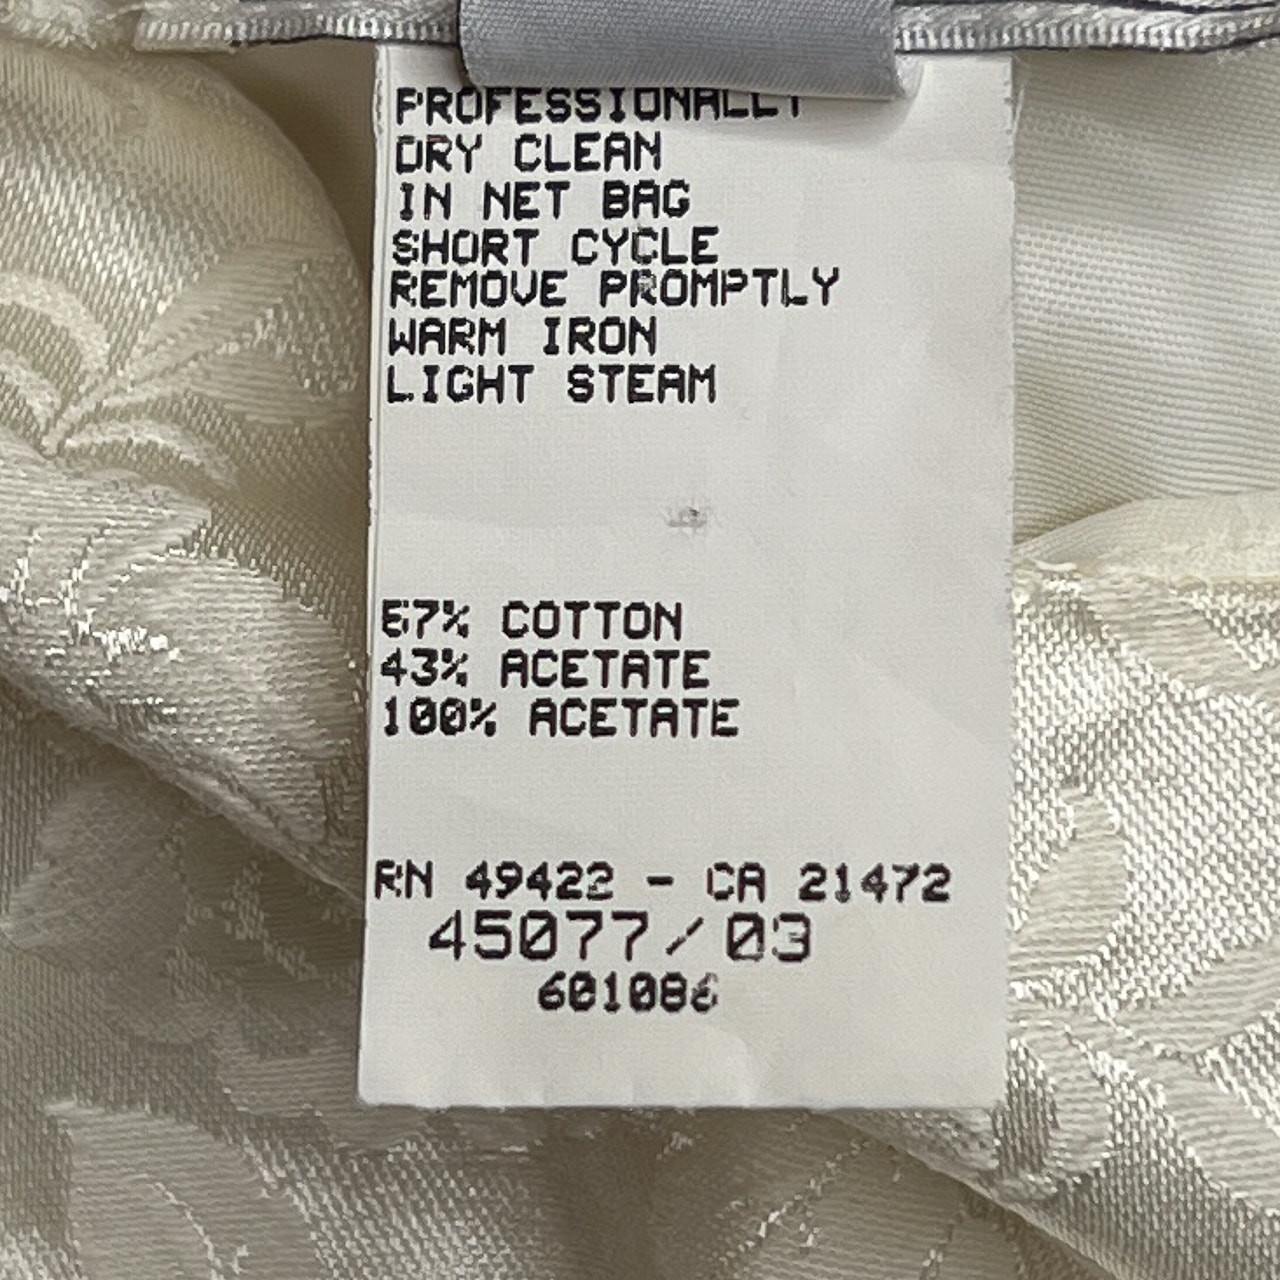 PROFESSIONALLY
DRY CLEAN
IN NET BAG
SHORT CYCLE
REMOVE PROMPTLY
WARM IRON
LIGHT STEAM
57% COTTON
43% ACETATE
100% ACETATE
RN 49422 - CA 21472
45077/03
601086